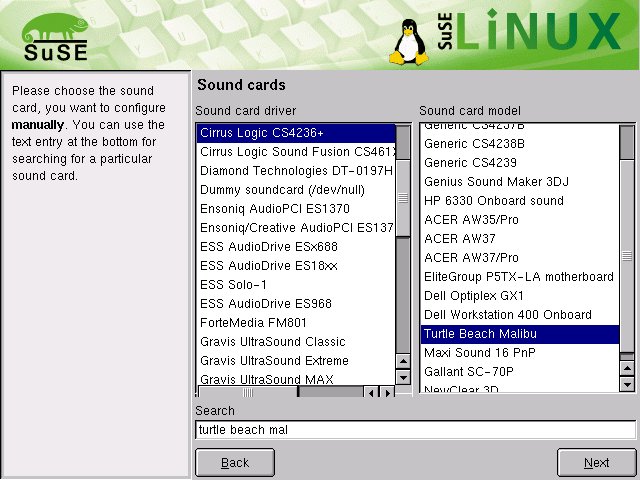 SuSE
SuSE LiNUX
Please choose the sound
card, you want to configure
manually. You can use the
text entry at the bottom for
searching for a particular
sound card.
Sound cards
Sound card driver
Cirrus Logic CS4236+
Cirrus Logic Sound Fusion CS461
Diamond Technologies DT-0197H
Dummy soundcard (/dev/null)
Ensoniq AudioPCI ES1370
Ensoniq/Creative AudioPCI ES137
ESS AudioDrive ESx688
ESS AudioDrive ES18xx
ESS Solo-1
ESS AudioDrive ES968
ForteMedia FM801
Gravis UltraSound Classic
Gravis UltraSound Extreme
Gravis UltraSound MAX
Sound card model
Generic CS4237B
Generic CS4238B
Generic CS4239
Genius Sound Maker 3DJ
HP 6330 Onboard sound
ACER AW35/Pro
ACER AW37
ACER AW37/Pro
EliteGroup P5TX-LA motherboard
Dell Optiplex GX1
Dell Workstation 400 Onboard
Turtle Beach Malibu
Maxi Sound 16 PnP
Gallant SC-70P
NewClear 3D
Search
turtle beach mal
Back
Next